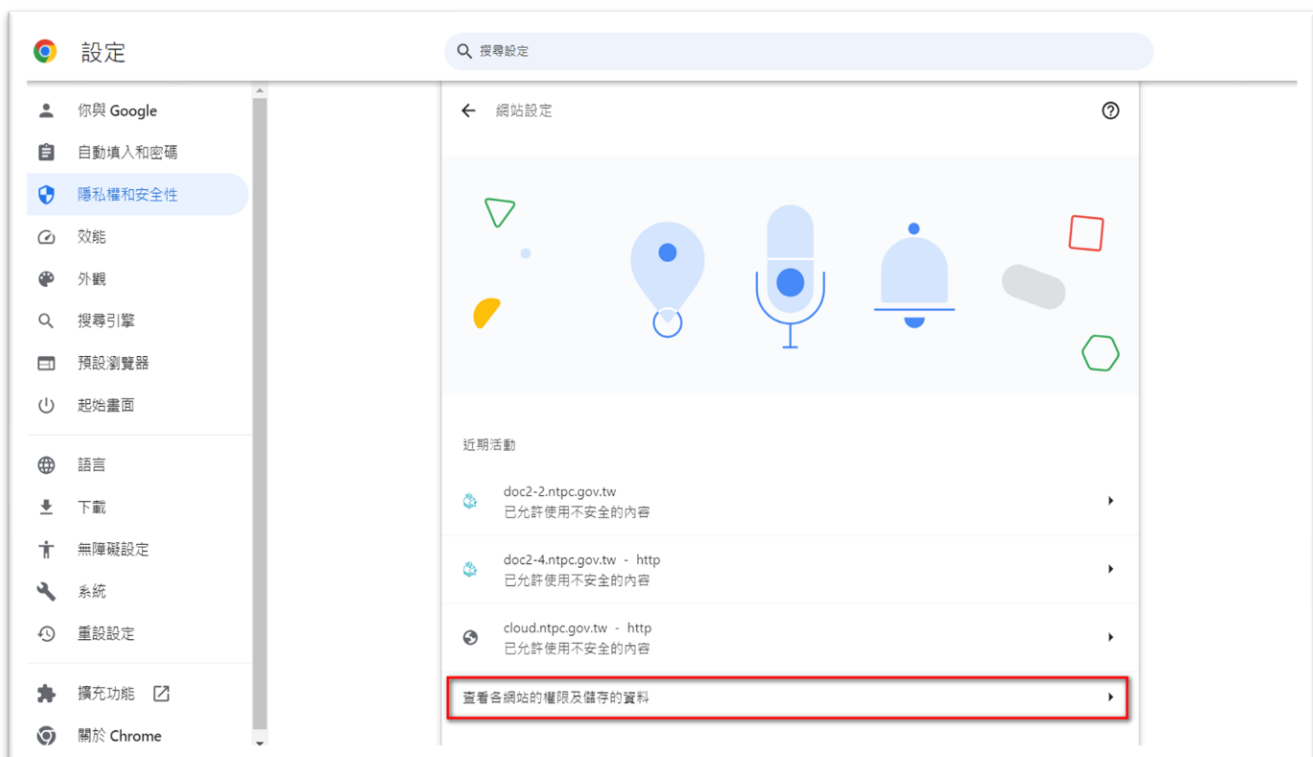 設定
搜尋設定
你與 Google
自動填入和密碼
隱私權和安全性
效能
外觀
搜尋引擎
預設瀏覽器
起始畫面
語言
下載
無障礙設定
系統
重設設定
擴充功能
關於 Chrome
網站設定
近期活動
doc2-2.ntpc.gov.tw
已允許使用不安全的內容
doc2-4.ntpc.gov.tw - http
已允許使用不安全的內容
cloud.ntpc.gov.tw - http
已允許使用不安全的內容
查看各網站的權限及儲存的資料